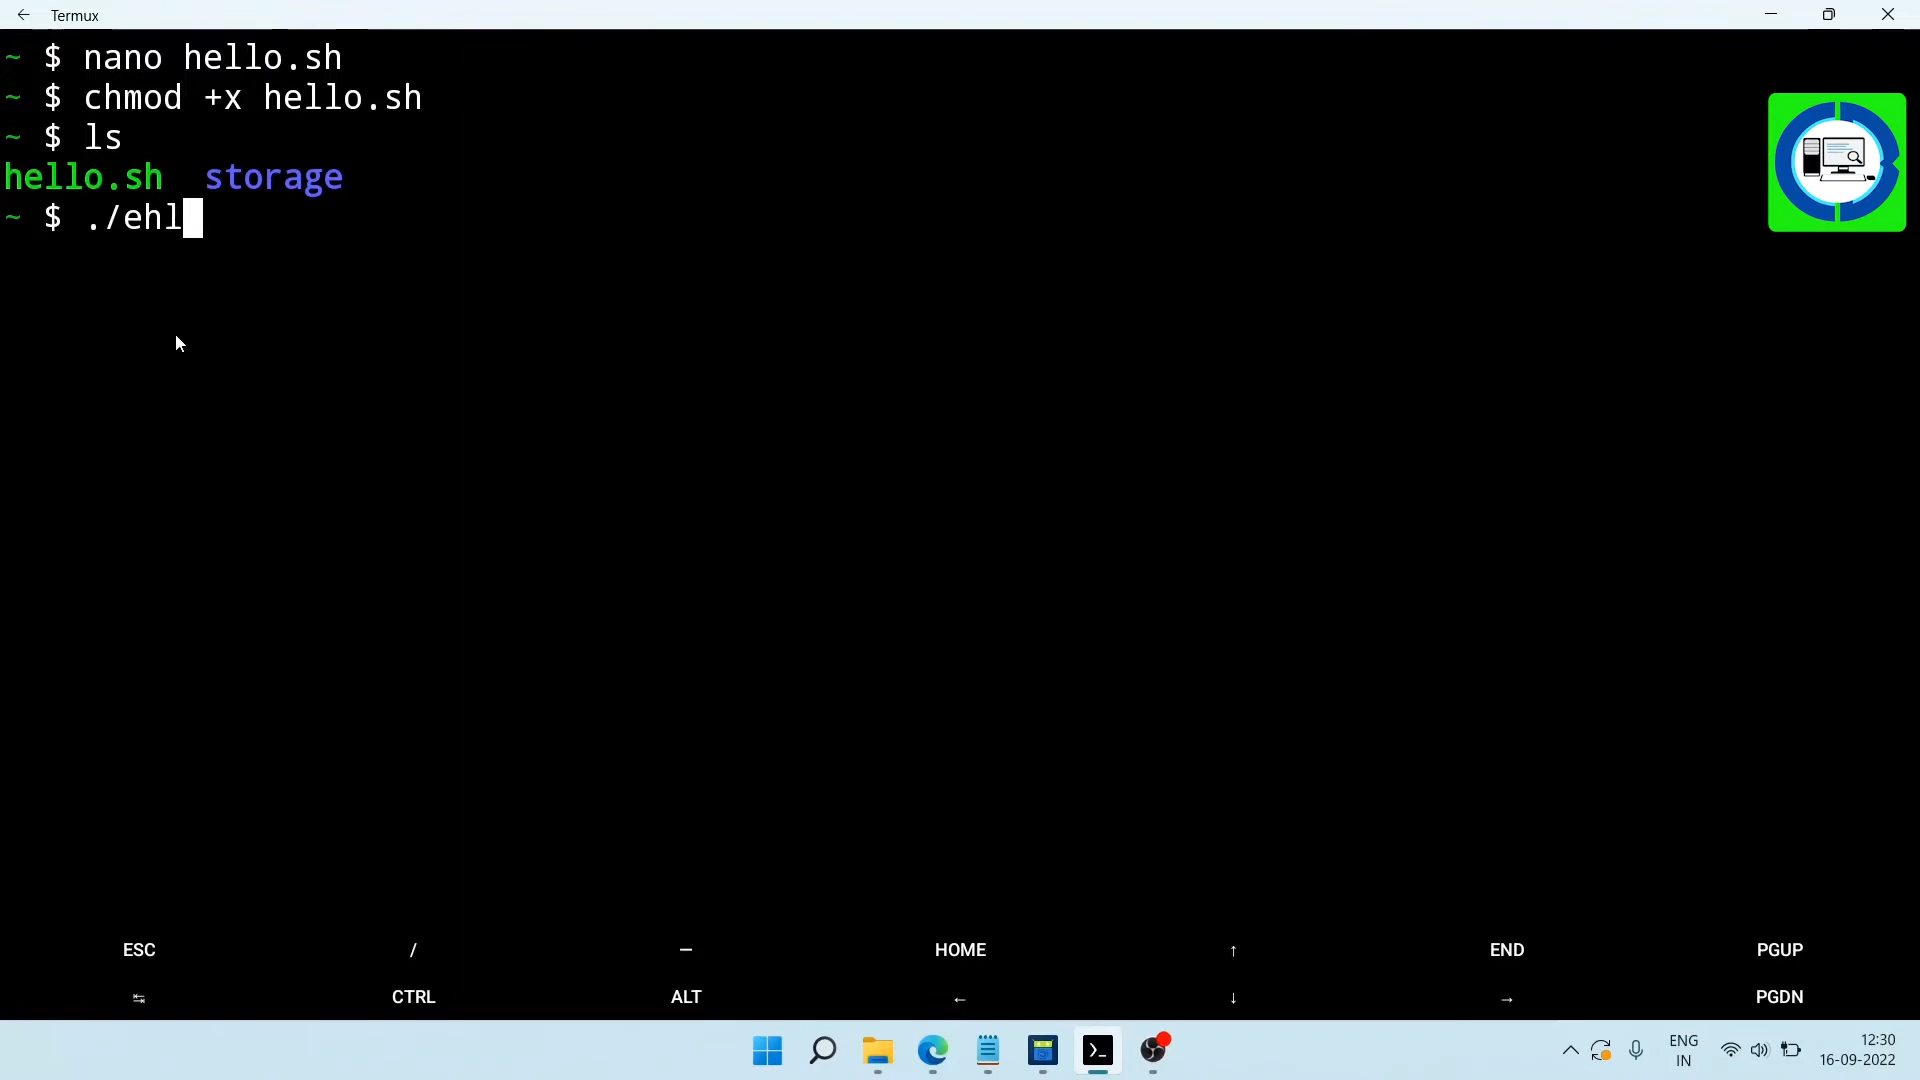 Termux
~ $ nano hello.sh
~ $ chmod +x hello.sh
~ $ ls
hello.sh storage
~ $ ./ehl
ESC / — HOME ↑ END PGUP
↹ CTRL ALT ← ↓ → PGDN
ENG
IN
12:30
16-09-2022